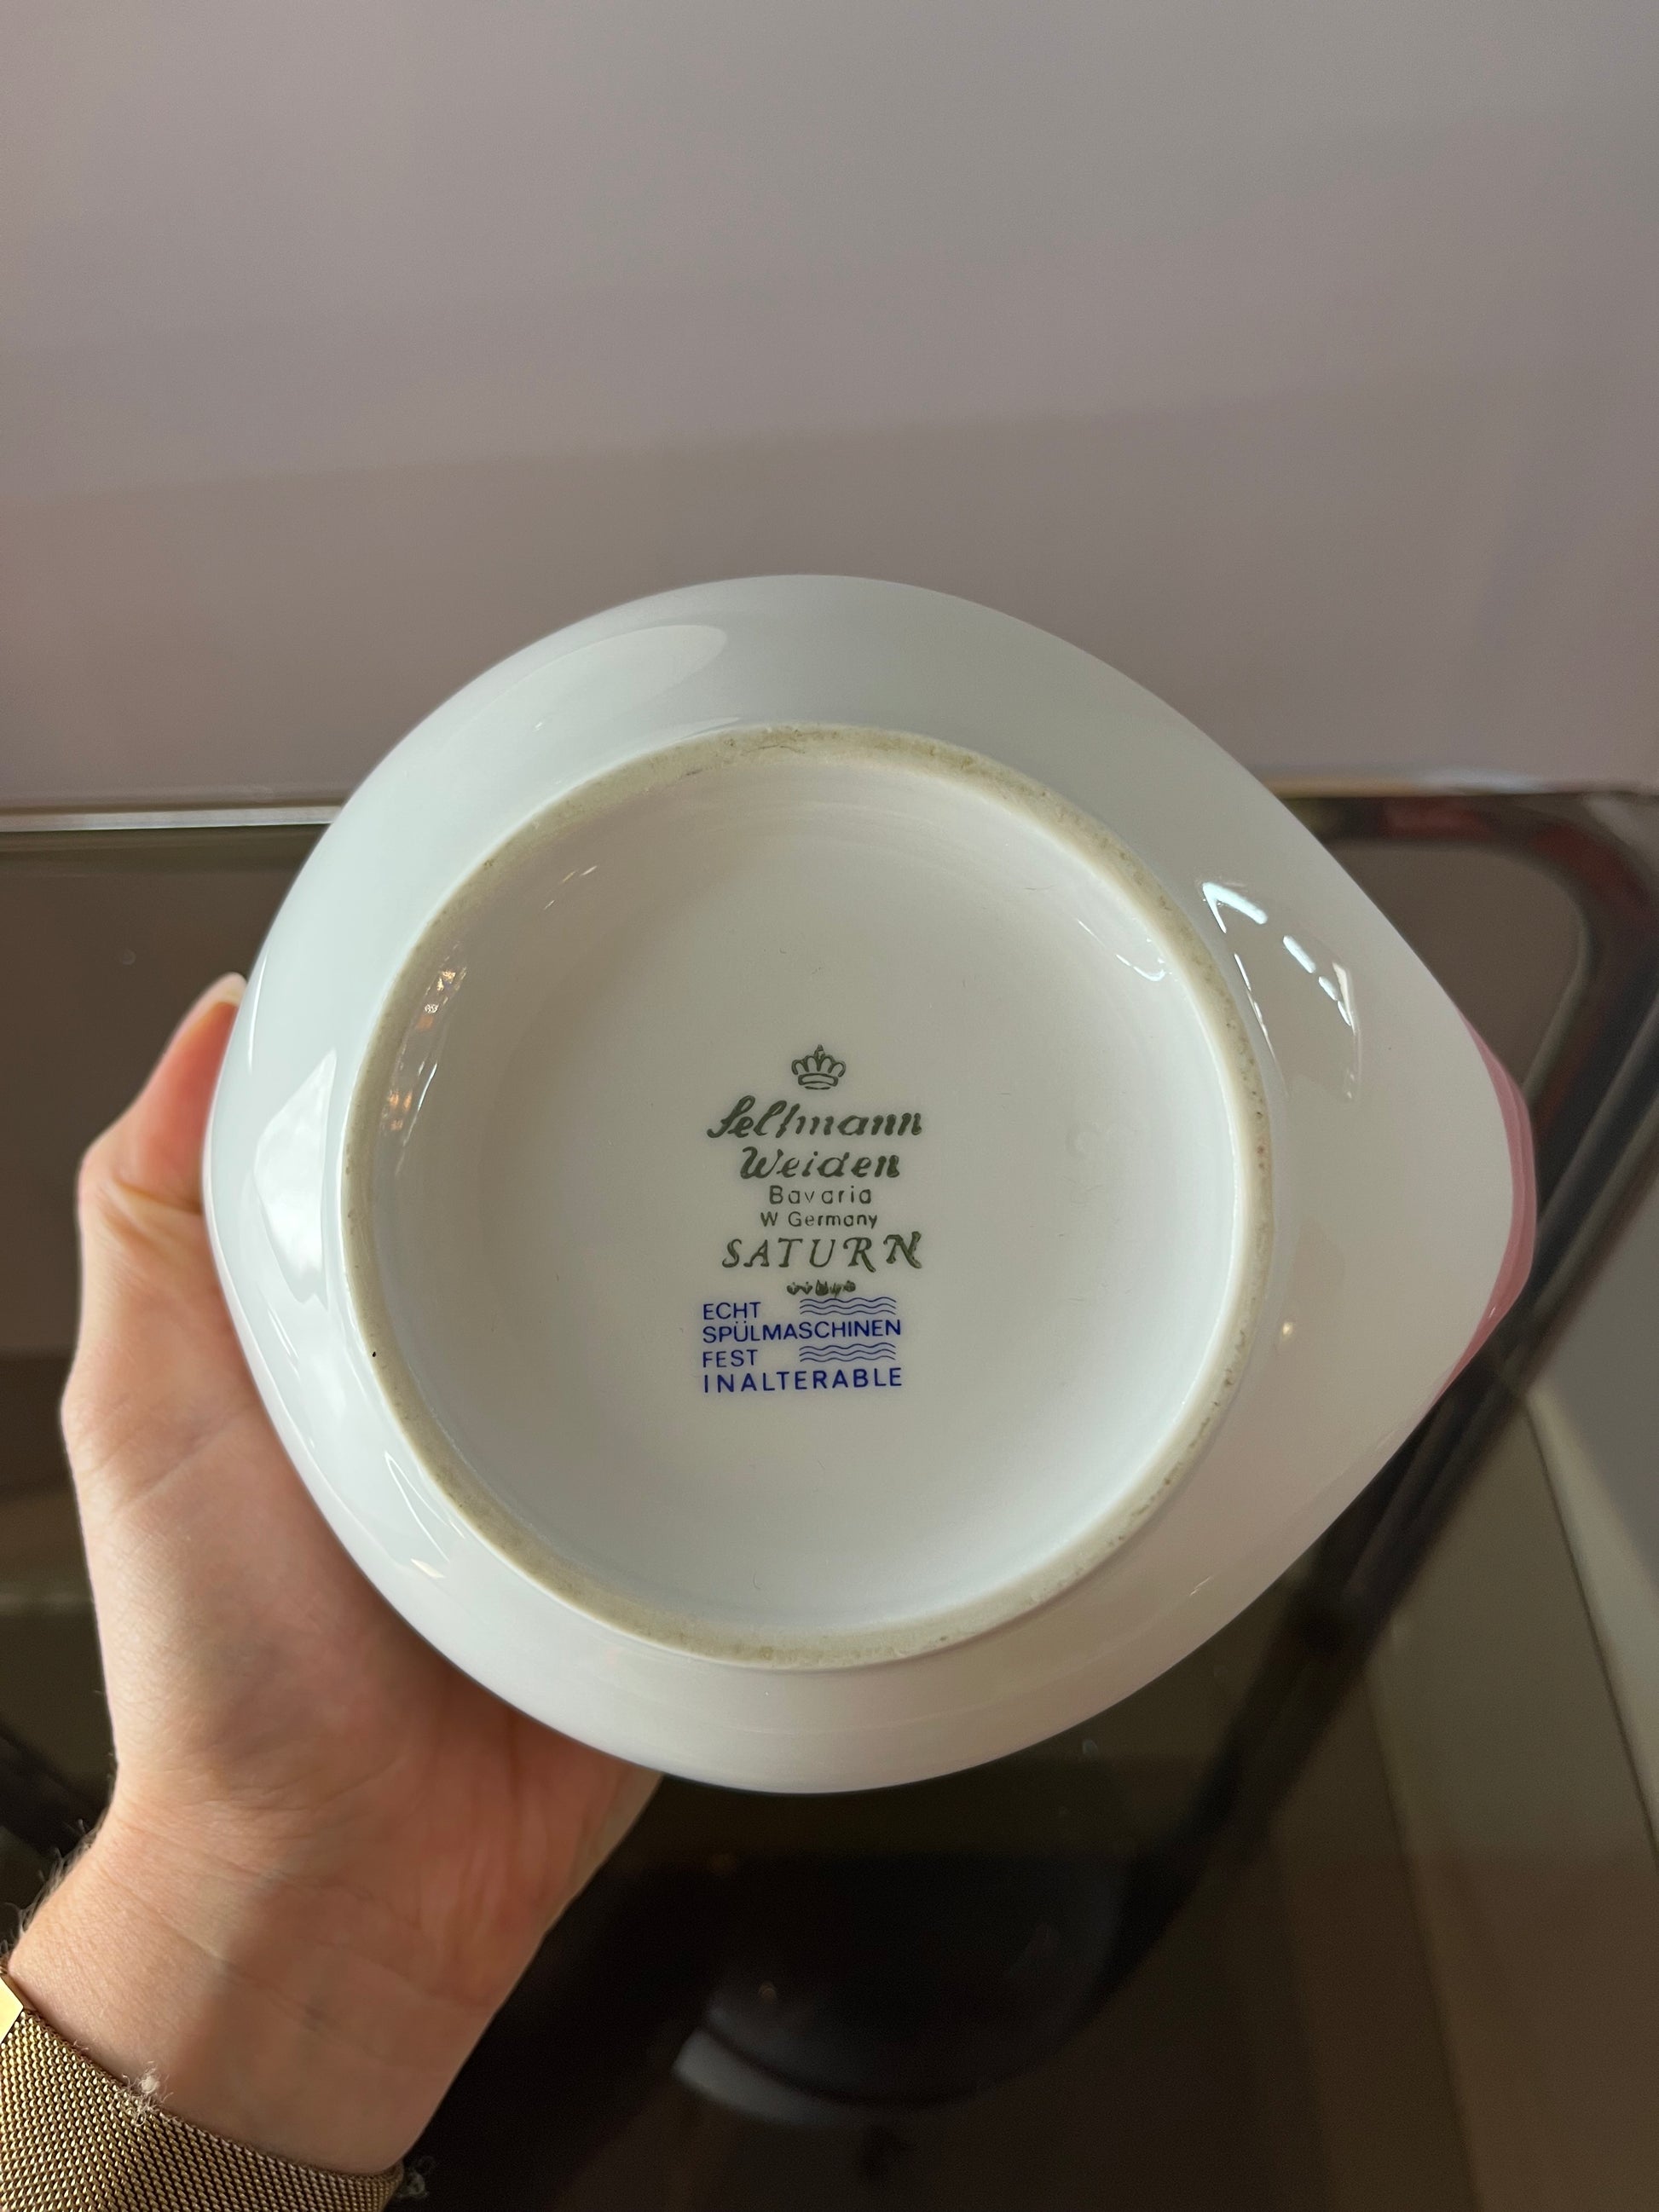 Seltmann
Weiden
Bavaria
W Germany
SATURN
ECHT
SPÜLMASCHINEN
FEST
INALTERABLE